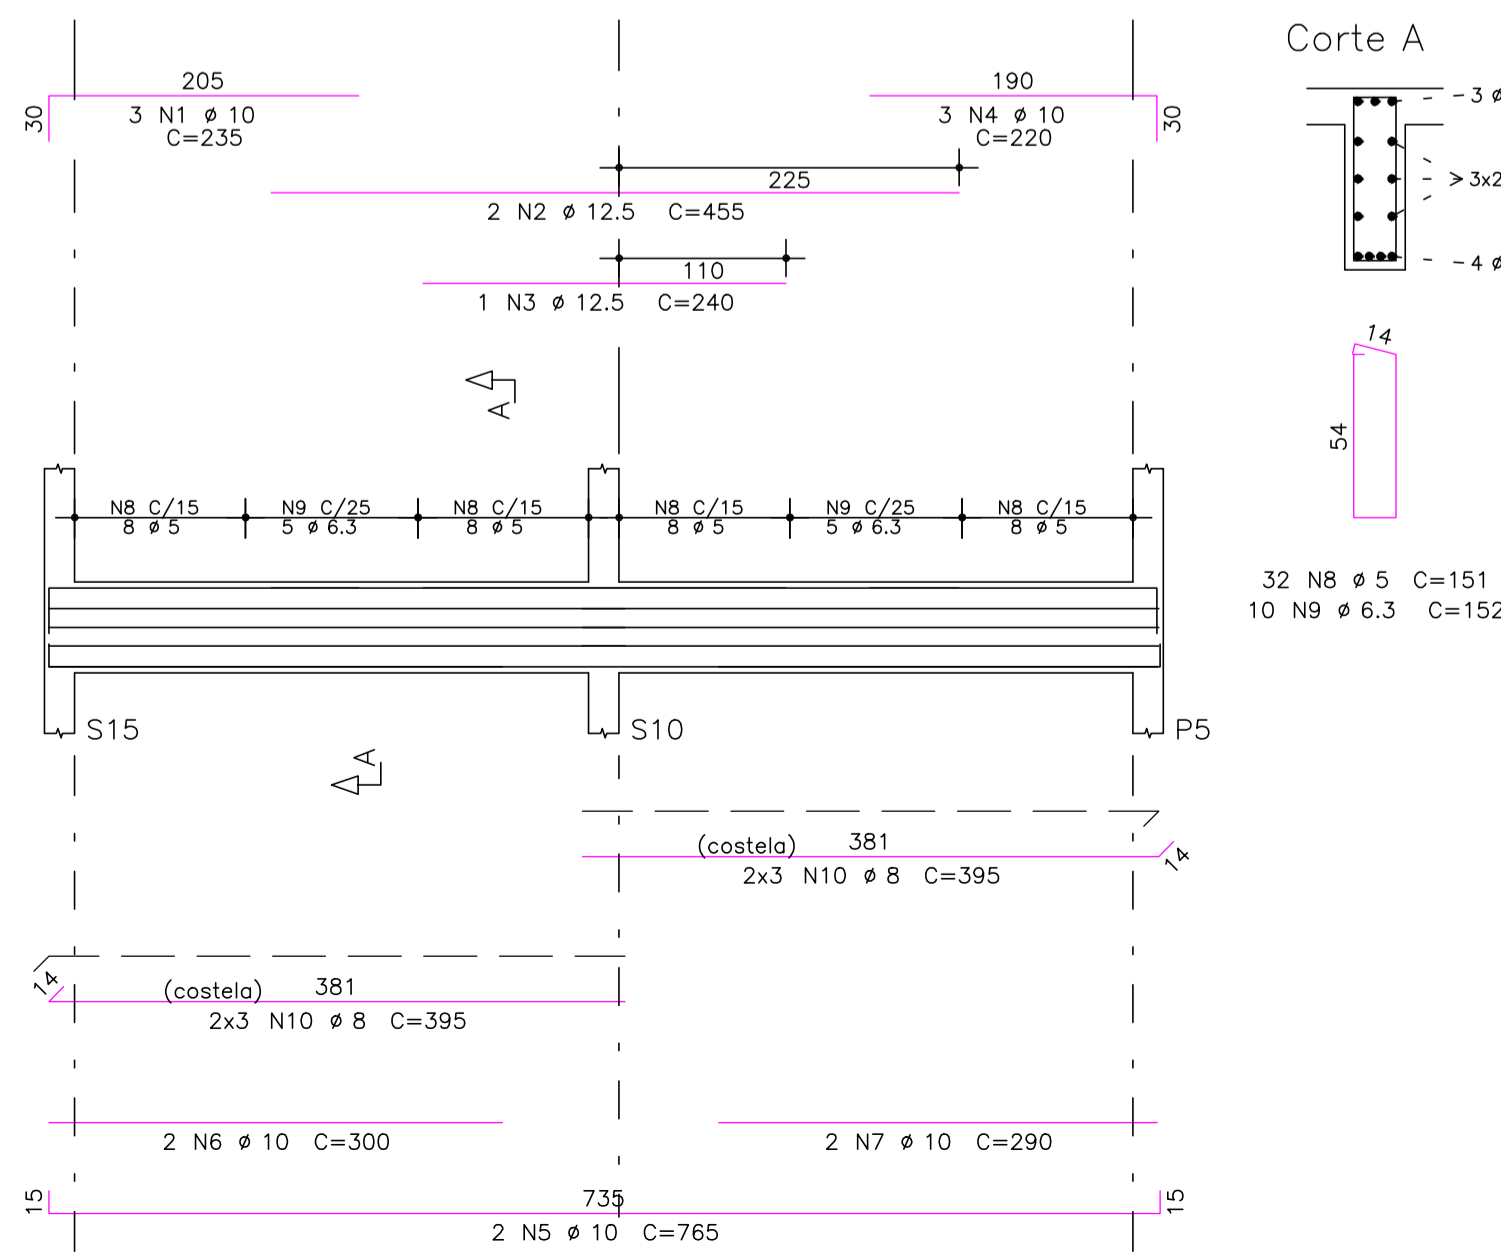 Corte A
205
30
3 N1 ø 10
C=235
190
30
3 N4 ø 10
C=220
225
2 N2 ø 12.5 C=455
110
1 N3 ø 12.5 C=240
-3 ø
3x2
-4 ø
14
54
32 N8 ø 5 C=151
10 N9 ø 6.3 C=152
A
N8 C/15
8 ø 5
N9 C/25
5 ø 6.3
N8 C/15
8 ø 5
N8 C/15
8 ø 5
N9 C/25
5 ø 6.3
N8 C/15
8 ø 5
S15
S10
P5
A
(costela) 381
14
2x3 N10 ø 8 C=395
14
(costela) 381
2x3 N10 ø 8 C=395
2 N6 ø 10 C=300
2 N7 ø 10 C=290
15
735
15
2 N5 ø 10 C=765